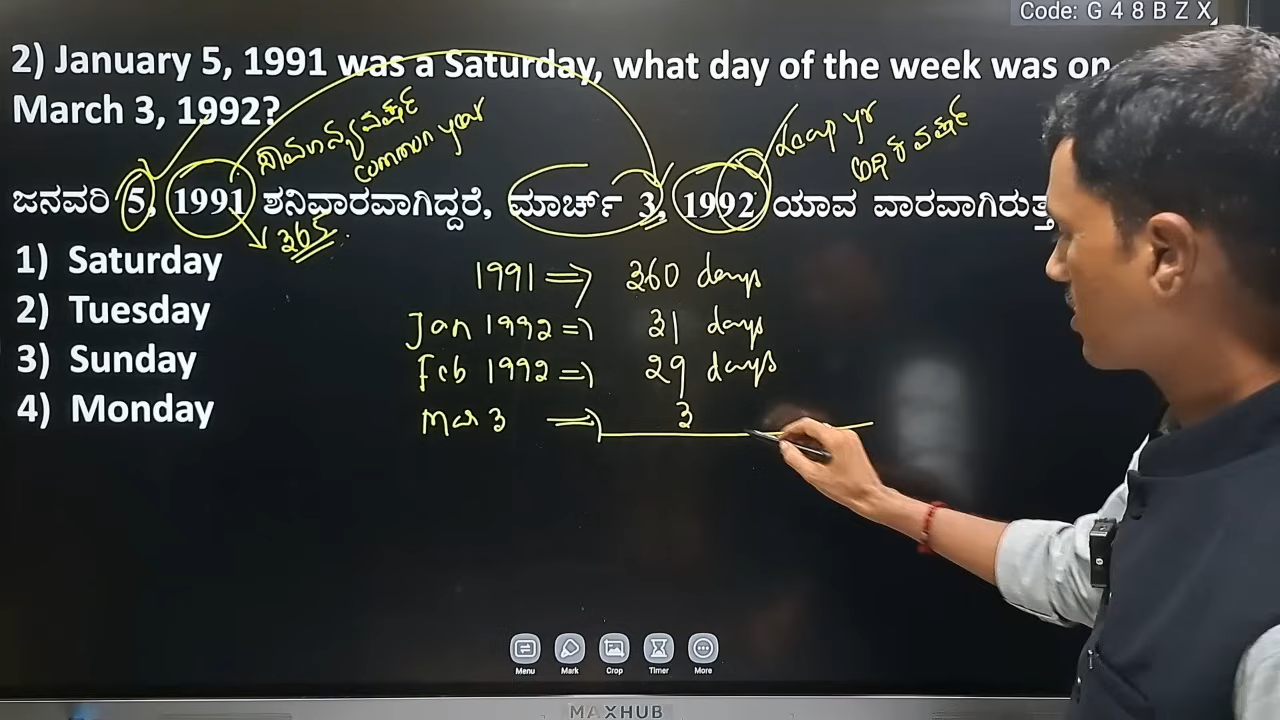 Code: G 4 8 B Z X
2) January 5, 1991 was a Saturday, what day of the week was on
March 3, 1992?
ಸಾಮಾನ್ಯ ವರ್ಷ
common year
Leap yr
ಅಧಿಕ ವರ್ಷ
ಜನವರಿ 5, 1991 ಶನಿವಾರವಾಗಿದ್ದರೆ, ಮಾರ್ಚ್ 3, 1992 ಯಾವ ವಾರವಾಗಿರುತ್ತ
365
1) Saturday
2) Tuesday
3) Sunday
4) Monday
1991 => 360 days
Jan 1992 => 31 days
Feb 1992 => 29 days
Mar 3 => 3
Menu Mark Crop Timer More
MAXHUB